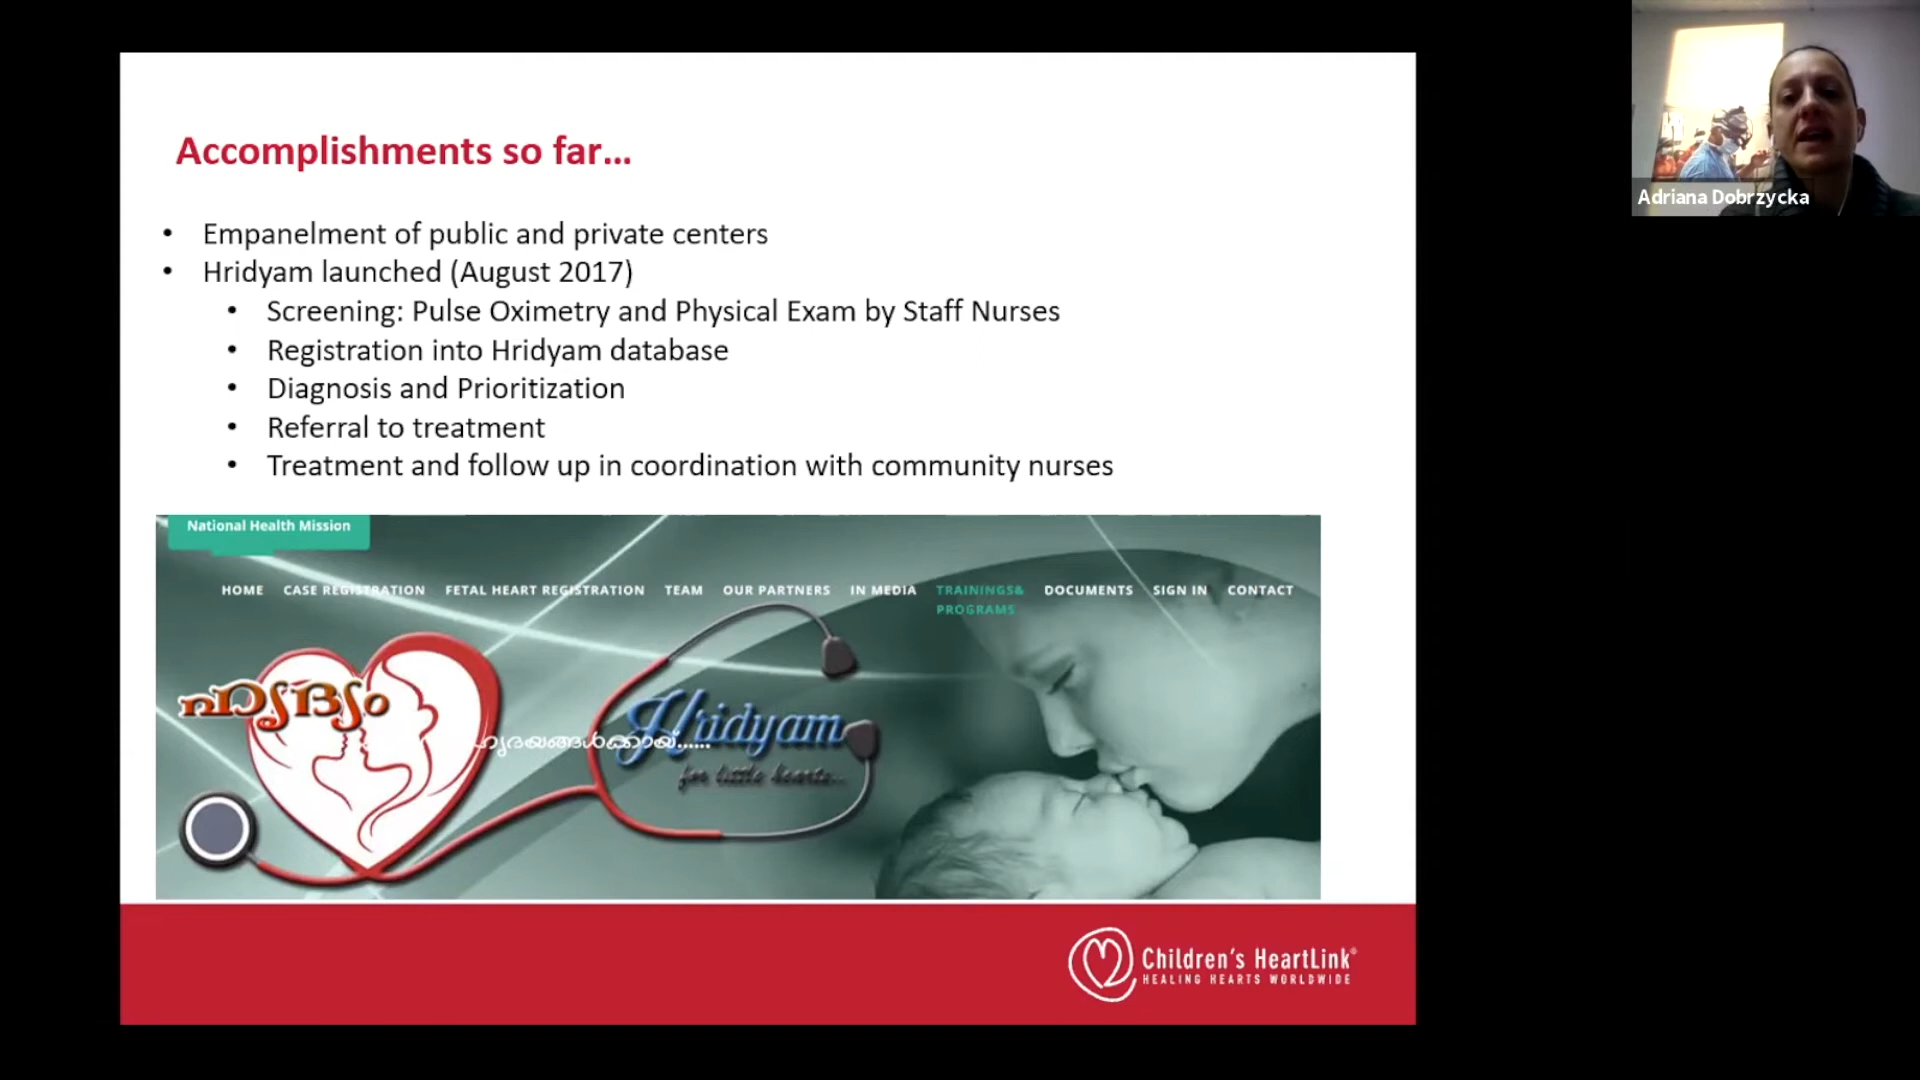 Accomplishments so far...
• Empanelment of public and private centers
• Hridyam launched (August 2017)
• Screening: Pulse Oximetry and Physical Exam by Staff Nurses
• Registration into Hridyam database
• Diagnosis and Prioritization
• Referral to treatment
• Treatment and follow up in coordination with community nurses
National Health Mission
HOME CASE REGISTRATION FETAL HEART REGISTRATION TEAM OUR PARTNERS IN MEDIA TRAININGS& PROGRAMS DOCUMENTS SIGN IN CONTACT
ഹൃദ്യം
ഹൃദയങ്ങൾക്കായ്......
Hridyam
for little hearts...
Children's HeartLink®
HEALING HEARTS WORLDWIDE
Adriana Dobrzycka